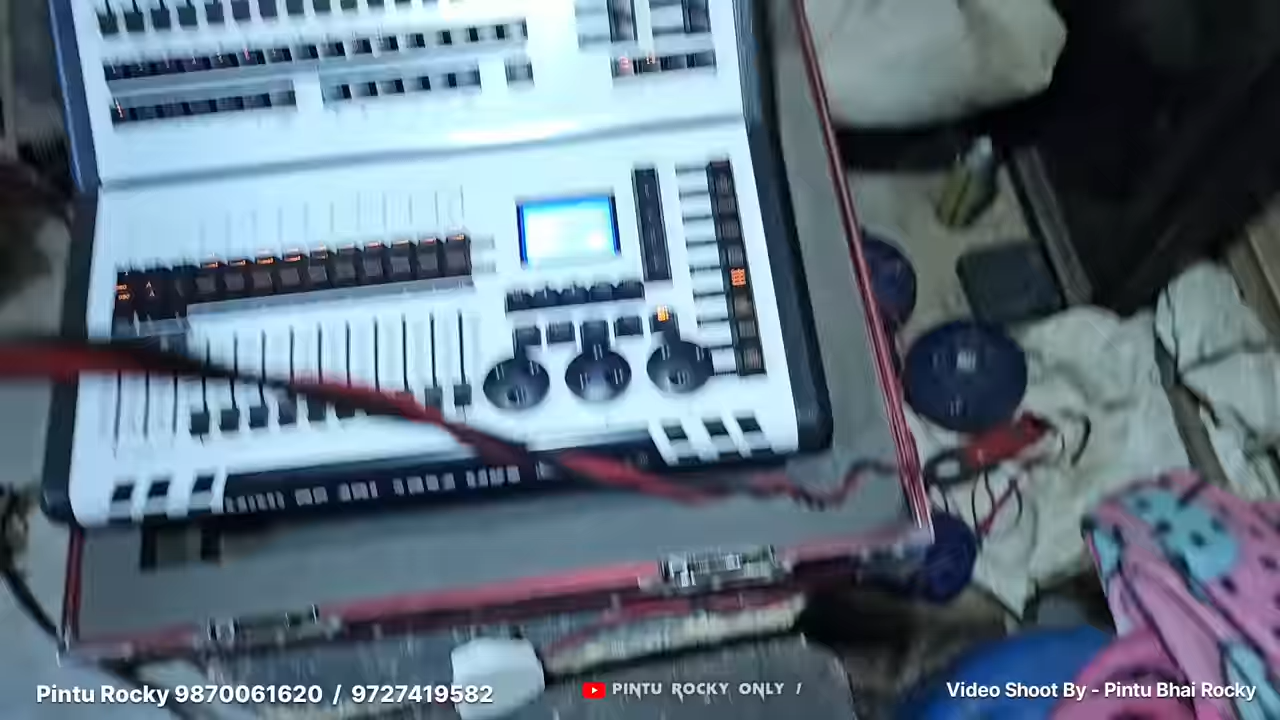 Pintu Rocky 9870061620 / 9727419582
PINTU ROCKY ONLY /
Video Shoot By - Pintu Bhai Rocky